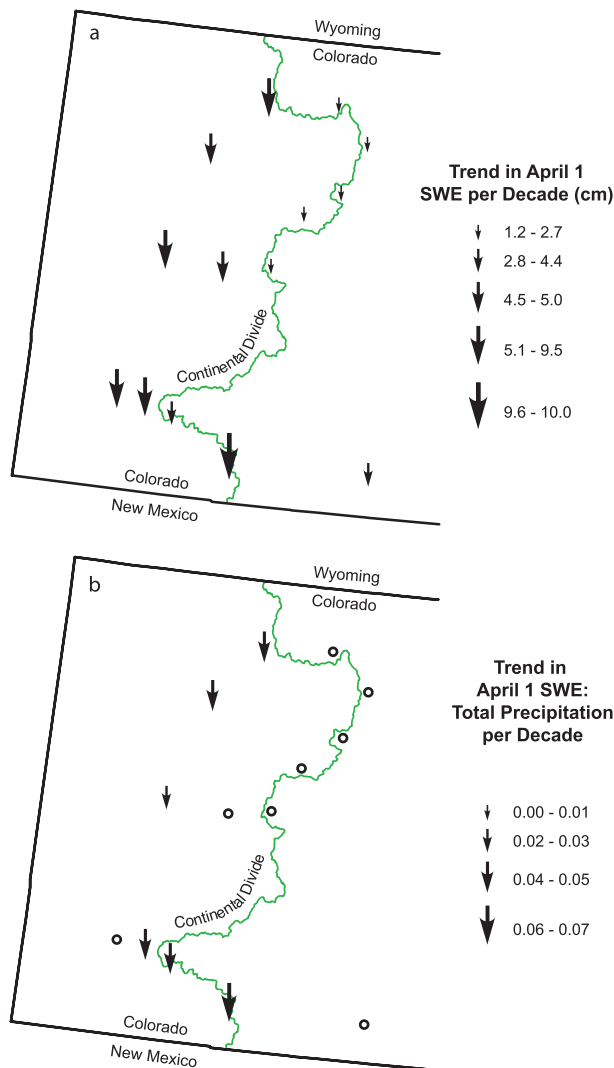 a
Wyoming
Colorado
Trend in April 1
SWE per Decade (cm)
1.2 - 2.7
2.8 - 4.4
4.5 - 5.0
5.1 - 9.5
9.6 - 10.0
Continental Divide
Colorado
New Mexico
b
Wyoming
Colorado
Trend in
April 1 SWE:
Total Precipitation
per Decade
0.00 - 0.01
0.02 - 0.03
0.04 - 0.05
0.06 - 0.07
Continental Divide
Colorado
New Mexico